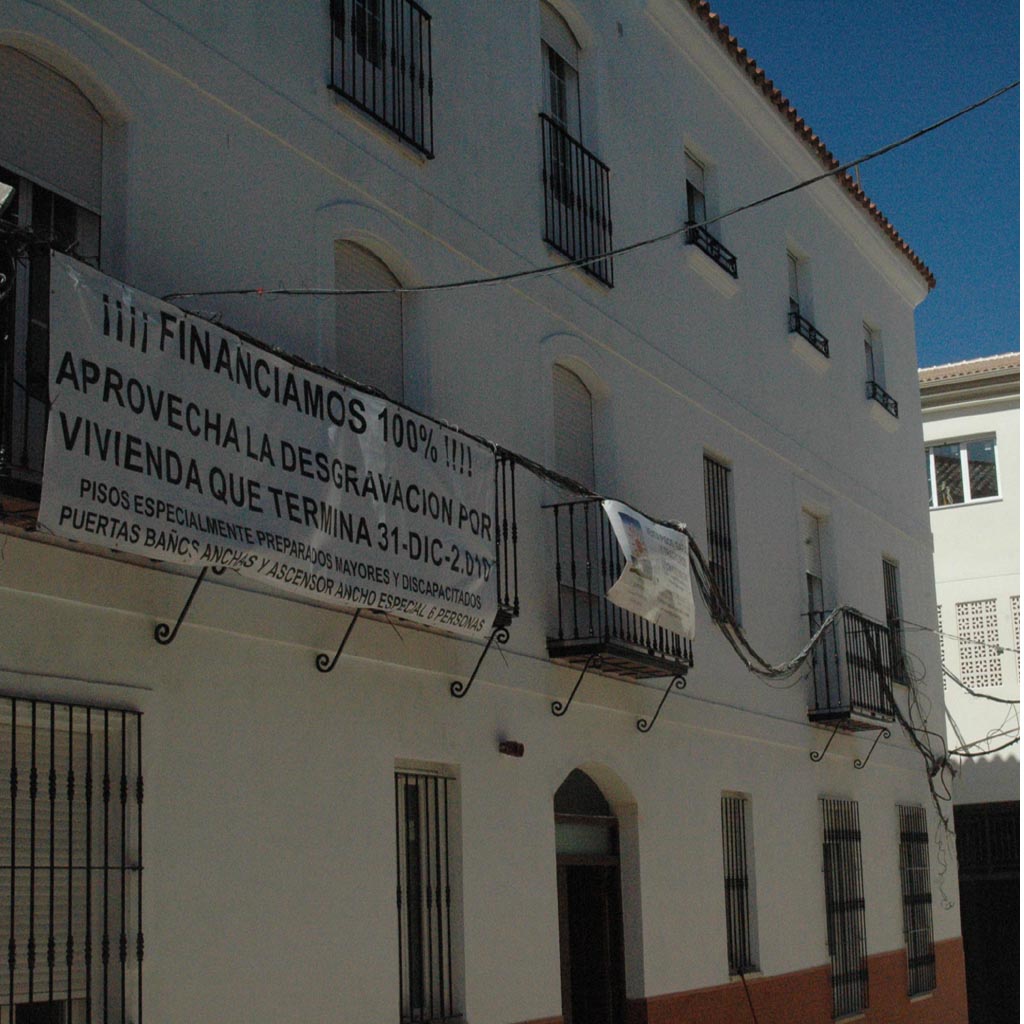 ¡¡¡¡ FINANCIAMOS 100% !!!!
APROVECHA LA DESGRAVACION POR
VIVIENDA QUE TERMINA 31-DIC-2.010
PISOS ESPECIALMENTE PREPARADOS MAYORES Y DISCAPACITADOS
PUERTAS BAÑOS ANCHAS Y ASCENSOR ANCHO ESPECIAL 6 PERSONAS